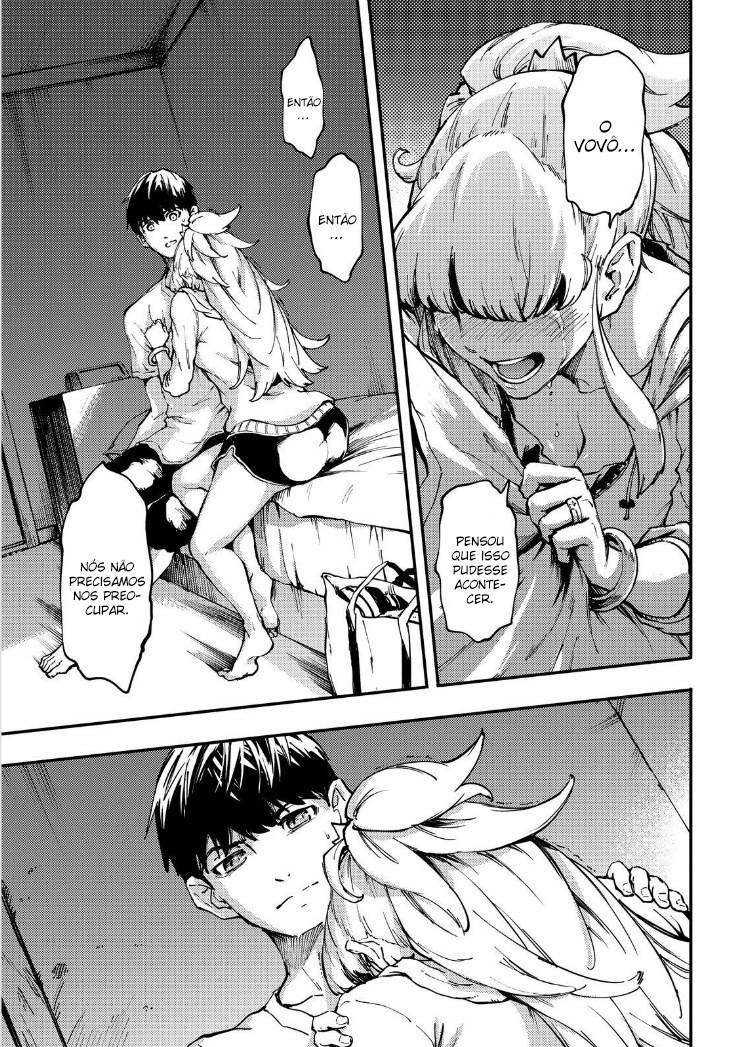 O
VOVÔ...
PENSOU
QUE ISSO
PUDESSE
ACONTE-
CER.
ENTÃO
...
ENTÃO
...
NÓS NÃO
PRECISAMOS
NOS PREO-
CUPAR.